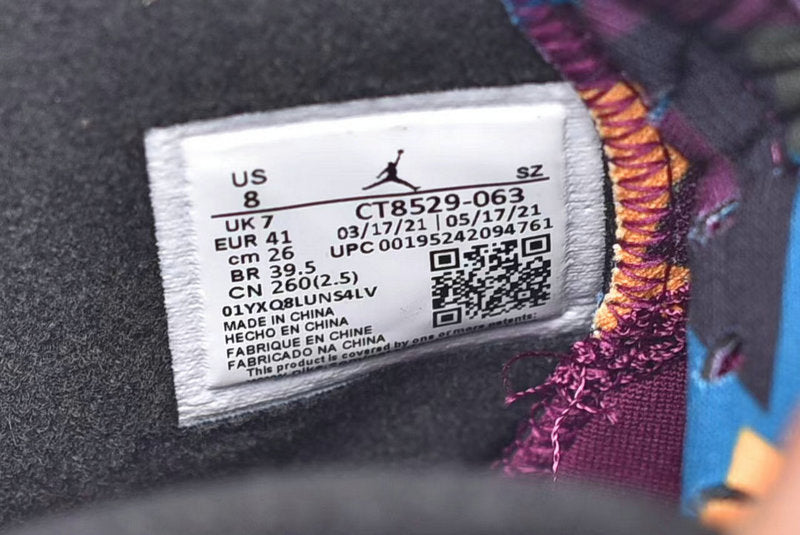 US
8
SZ
UK 7
EUR 41
cm 26
BR 39.5
CN 260(2.5)
01YXQ8LUNS4LV
MADE IN CHINA
HECHO EN CHINA
FABRIQUE EN CHINE
FABRICADO NA CHINA
CT8529-063
03/17/21 | 05/17/21
UPC 00195242094761
This product is covered by one or more patents: